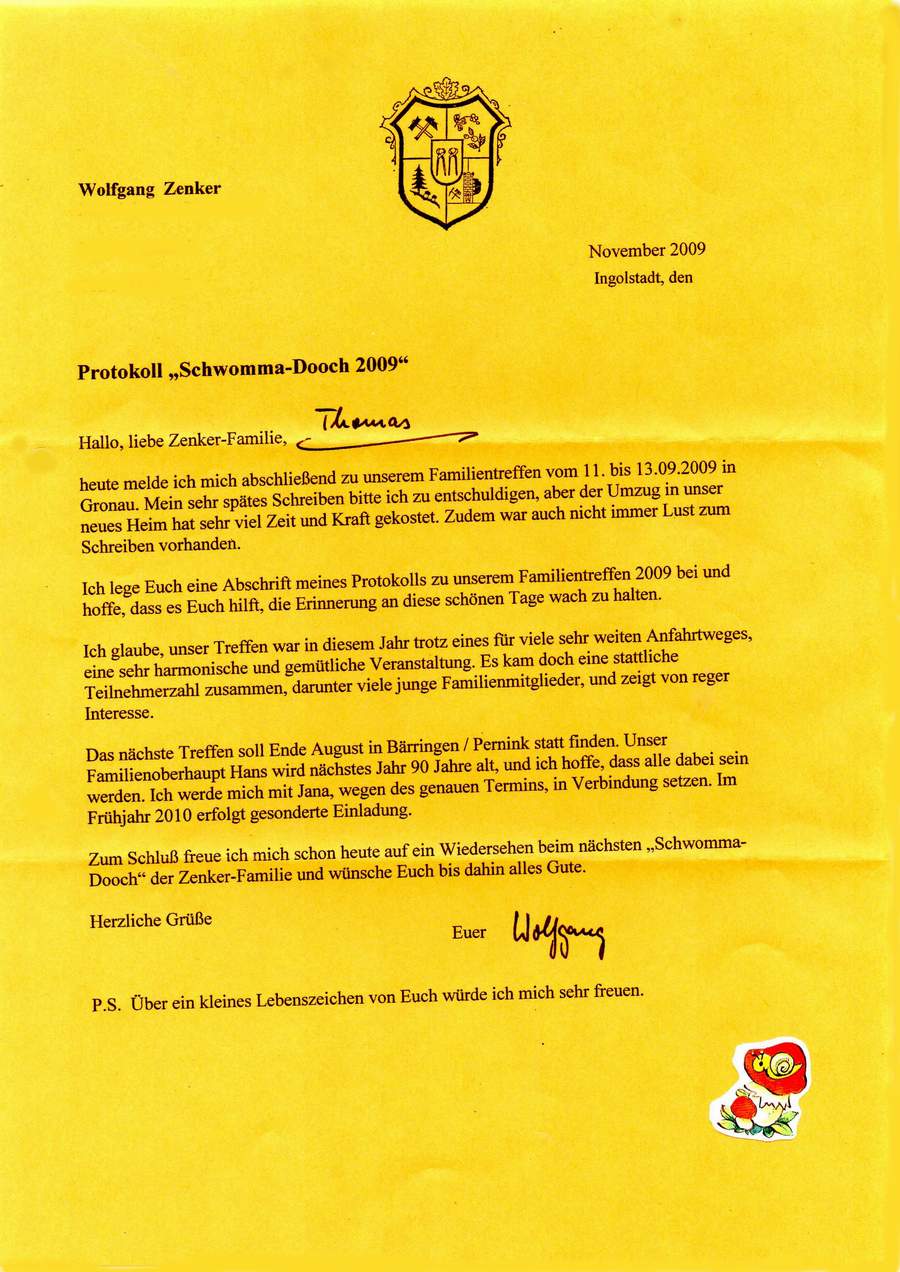 Wolfgang Zenker
November 2009
Ingolstadt, den
Protokoll „Schwomma-Dooch 2009“
Thomas
Hallo, liebe Zenker-Familie,
heute melde ich mich abschließend zu unserem Familientreffen vom 11. bis 13.09.2009 in
Gronau. Mein sehr spätes Schreiben bitte ich zu entschuldigen, aber der Umzug in unser
neues Heim hat sehr viel Zeit und Kraft gekostet. Zudem war auch nicht immer Lust zum
Schreiben vorhanden.
Ich lege Euch eine Abschrift meines Protokolls zu unserem Familientreffen 2009 bei und
hoffe, dass es Euch hilft, die Erinnerung an diese schönen Tage wach zu halten.
Ich glaube, unser Treffen war in diesem Jahr trotz eines für viele sehr weiten Anfahrtweges,
eine sehr harmonische und gemütliche Veranstaltung. Es kam doch eine stattliche
Teilnehmerzahl zusammen, darunter viele junge Familienmitglieder, und zeigt von reger
Interesse.
Das nächste Treffen soll Ende August in Bärringen / Pernink statt finden. Unser
Familienoberhaupt Hans wird nächstes Jahr 90 Jahre alt, und ich hoffe, dass alle dabei sein
werden. Ich werde mich mit Jana, wegen des genauen Termins, in Verbindung setzen. Im
Frühjahr 2010 erfolgt gesonderte Einladung.
Zum Schluß freue ich mich schon heute auf ein Wiedersehen beim nächsten „Schwomma-
Dooch“ der Zenker-Familie und wünsche Euch bis dahin alles Gute.
Herzliche Grüße
Euer Wolfgang
P.S. Über ein kleines Lebenszeichen von Euch würde ich mich sehr freuen.